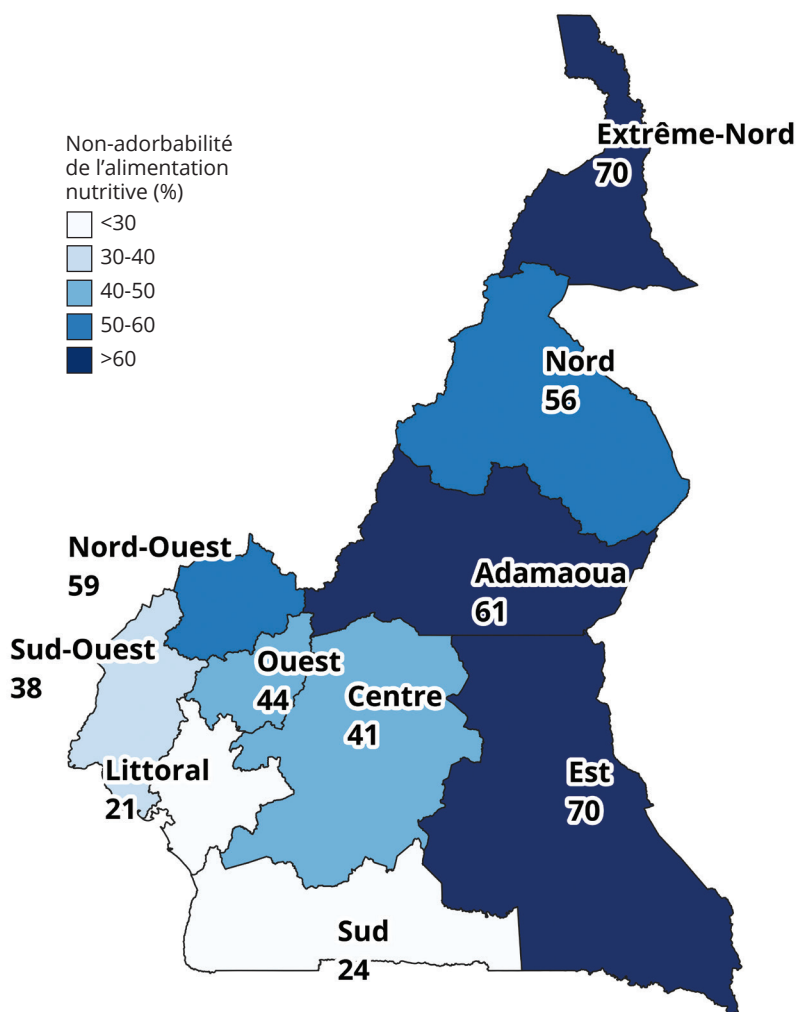 Non-adorbabilité
de l'alimentation
nutritive (%)
<30
30-40
40-50
50-60
>60
Extrême-Nord
70
Nord
56
Adamaoua
61
Nord-Ouest
59
Sud-Ouest
38
Ouest
44
Centre
41
Littoral
21
Est
70
Sud
24